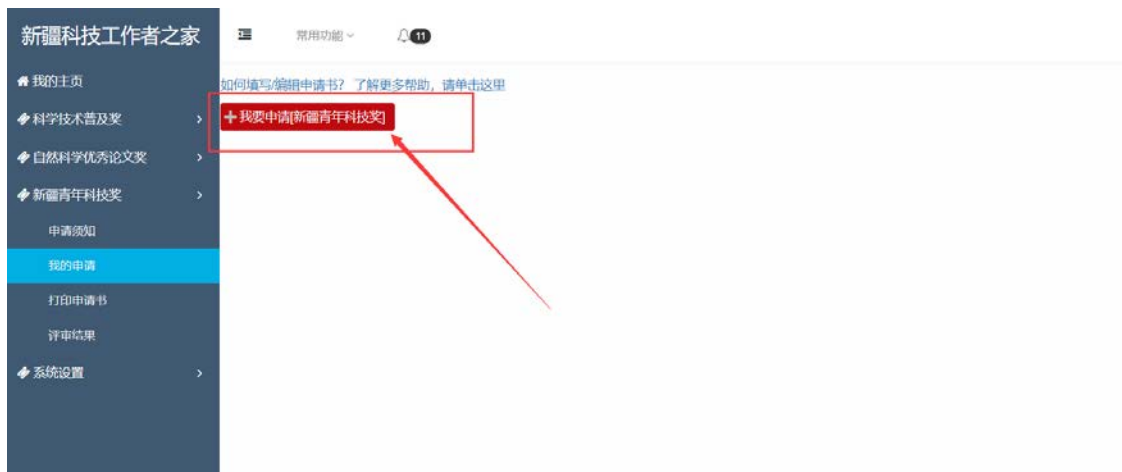 新疆科技工作者之家
常用功能
11
我的主页
科学技术普及奖
自然科学优秀论文奖
新疆青年科技奖
申请须知
我的申请
打印申请书
评审结果
系统设置
如何填写/编辑申请书？ 了解更多帮助，请单击这里
+我要申请[新疆青年科技奖]